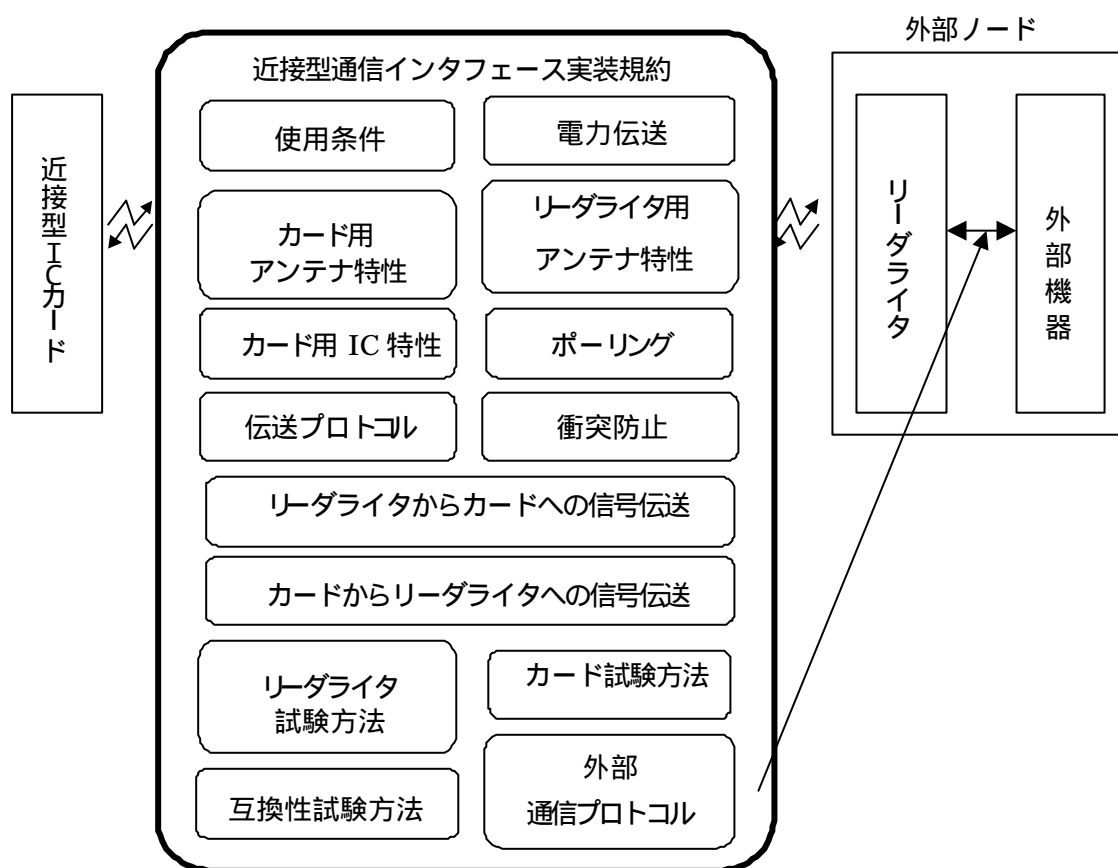 外部ノード
近接型通信インタフェース実装規約
使用条件
電力伝送
カード用
アンテナ特性
リーダライタ用
アンテナ特性
カード用 IC 特性
ポーリング
伝送プロトコル
衝突防止
リーダライタからカードへの信号伝送
カードからリーダライタへの信号伝送
リーダライタ
試験方法
カード試験方法
互換性試験方法
外部
通信プロトコル
近接型ICカード
リーダライタ
外部機器